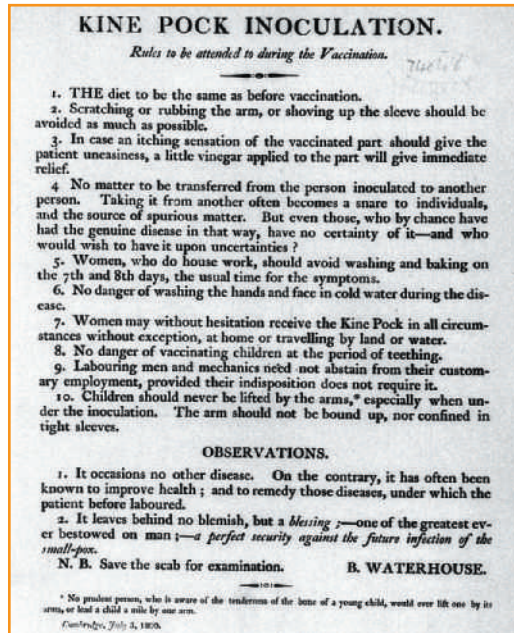 KINE POCK INOCULATION.
Rules to be attended to during the Vaccination.
1. THE diet to be the same as before vaccination.
2. Scratching or rubbing the arm, or shoving up the sleeve should be
avoided as much as possible.
3. In case an itching sensation of the vaccinated part should give the
patient uneasiness, a little vinegar applied to the part will give immediate
relief.
4 No matter to be transferred from the person inoculated to another
person. Taking it from another often becomes a snare to individuals,
and the source of spurious matter. But even those, who by chance have
had the genuine disease in that way, have no certainty of it—and who
would wish to have it upon uncertainties ?
5. Women, who do house work, should avoid washing and baking on
the 7th and 8th days, the usual time for the symptoms.
6. No danger of washing the hands and face in cold water during the dis-
ease.
7. Women may without hesitation receive the Kine Pock in all circum-
stances without exception, at home or travelling by land or water.
8. No danger of vaccinating children at the period of teething.
9. Labouring men and mechanics need not abstain from their custom-
ary employment, provided their indisposition does not require it.
10. Children should never be lifted by the arms,* especially when un-
der the inoculation. The arm should not be bound up, nor confined in
tight sleeves.
OBSERVATIONS.
1. It occasions no other disease. On the contrary, it has often been
known to improve health ; and to remedy those diseases, under which the
patient before laboured.
2. It leaves behind no blemish, but a blessing ;—one of the greatest ev-
er bestowed on man ;—a perfect security against the future infection of the
small-pox.
N. B. Save the scab for examination. B. WATERHOUSE.
* No prudent person, who is aware of the tenderness of the bone of a young child, would ever lift one by its
arms, or lead a child a mile by one arm.
Cambridge, July 3,